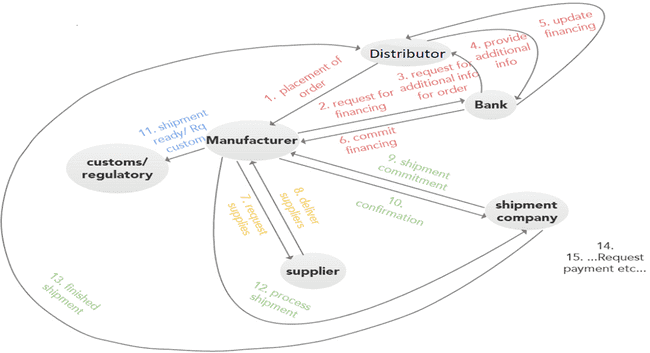 5. update
financing
4. provide
additional
info
Distributor
3. request for
additional info
for order
1. placement of
order
2. request for
financing
Bank
6. commit
financing
11. shipment
ready/ Rq
custom
Manufacturer
customs/
regulatory
9. shipment
commitment
10.
confirmation
shipment
company
7. request
supplies
8. deliver
suppliers
supplier
12. process
shipment
13. finished
shipment
14.
15. ...Request
payment etc...